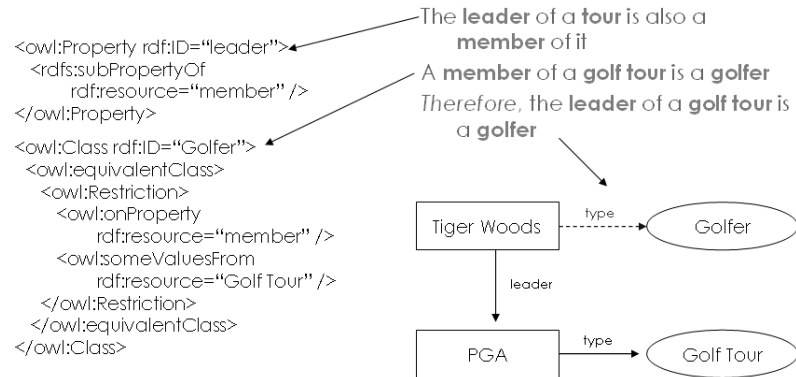 <owl:Property rdf:ID=“leader”>
<rdfs:subPropertyOf
rdf:resource=“member” />
</owl:Property>
<owl:Class rdf:ID=“Golfer”>
<owl:equivalentClass>
<owl:Restriction>
<owl:onProperty
rdf:resource=“member” />
<owl:someValuesFrom
rdf:resource=“Golf Tour” />
</owl:Restriction>
</owl:equivalentClass>
</owl:Class>
The leader of a tour is also a
member of it
A member of a golf tour is a golfer
Therefore, the leader of a golf tour is
a golfer
Tiger Woods
type
Golfer
leader
PGA
type
Golf Tour